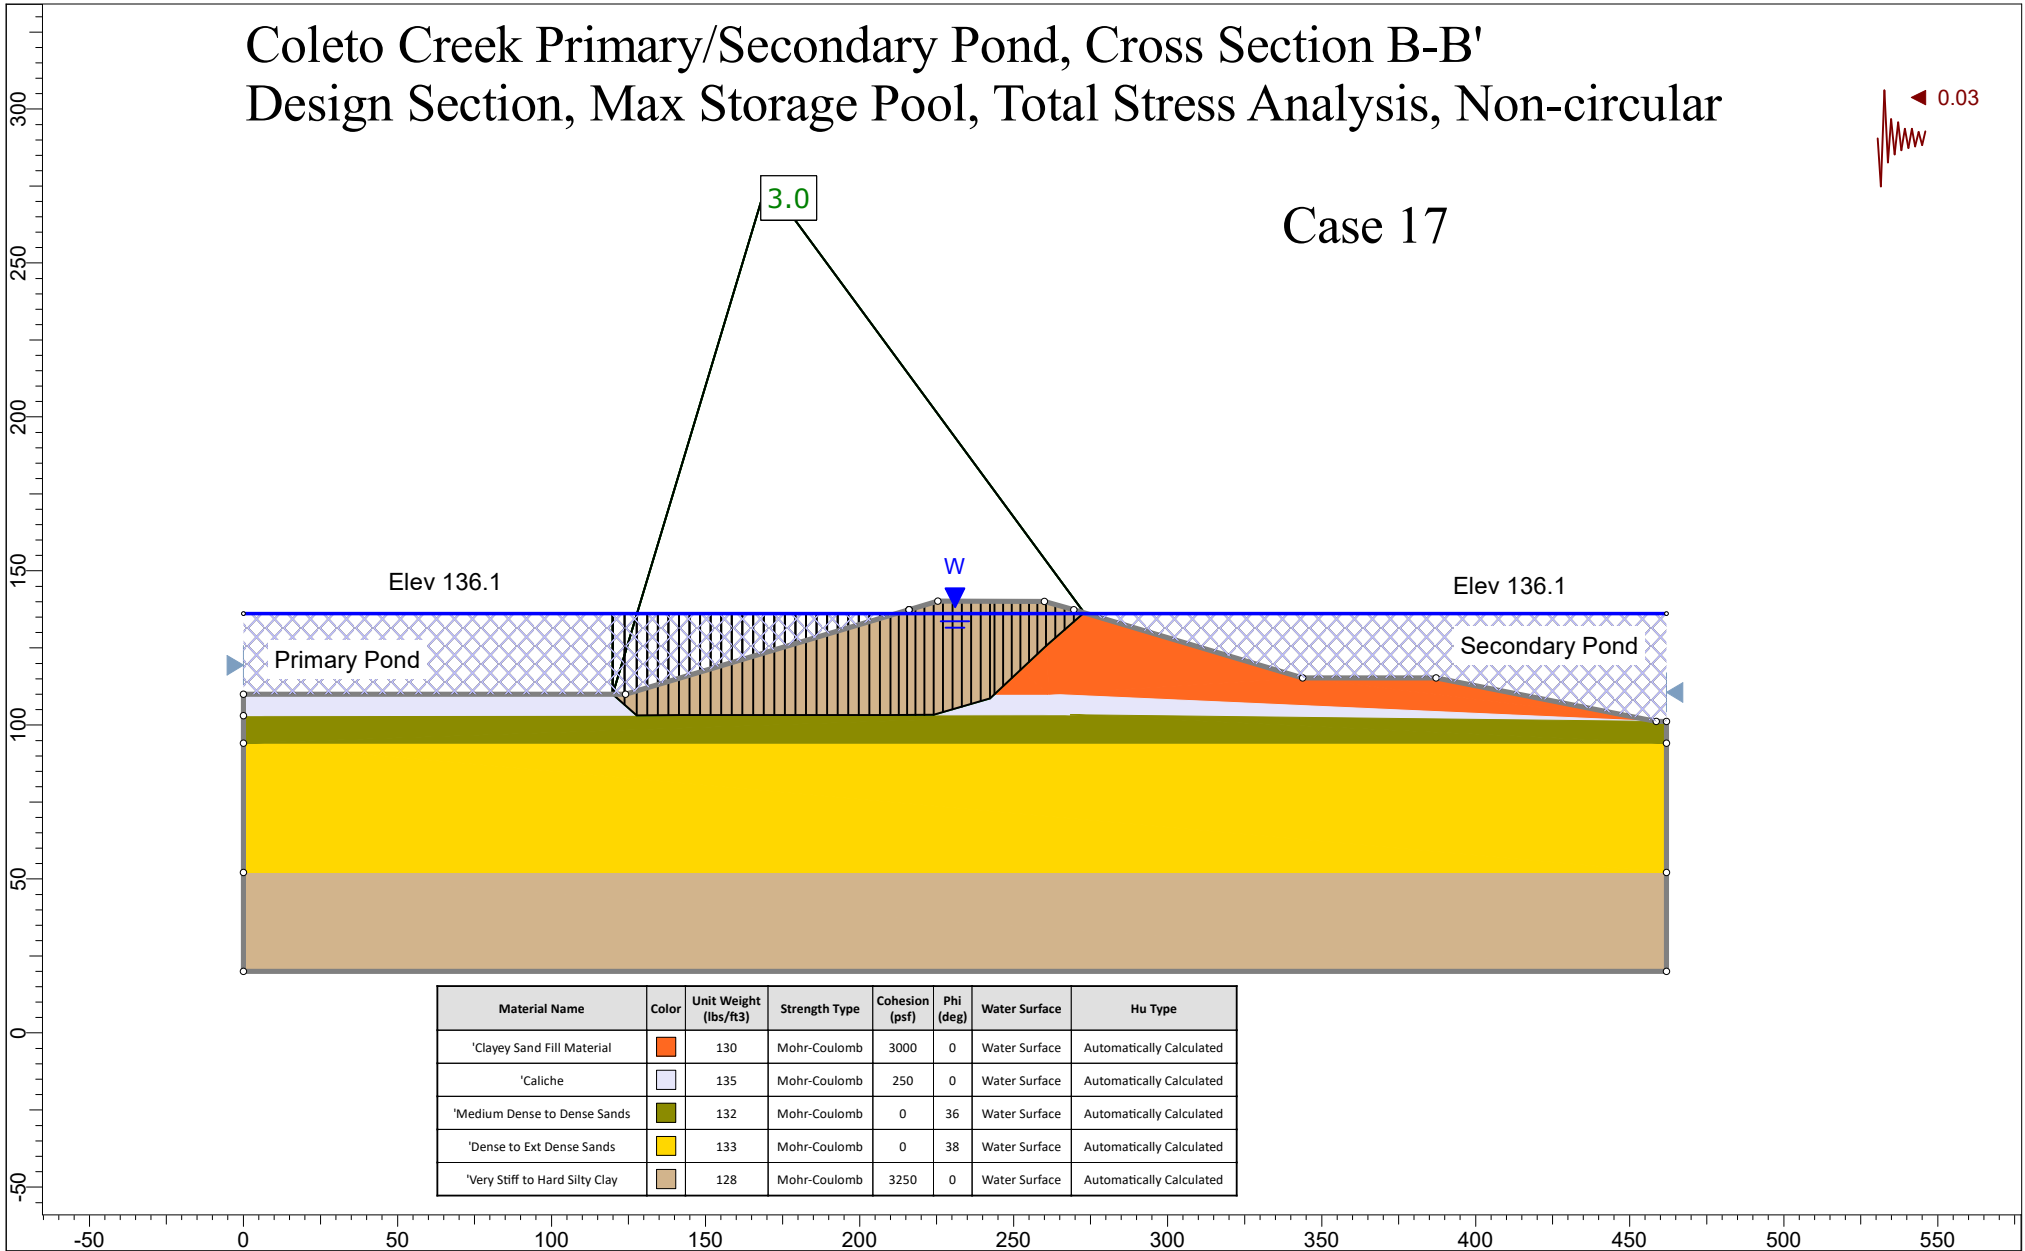 Coleto Creek Primary/Secondary Pond, Cross Section B-B'
Design Section, Max Storage Pool, Total Stress Analysis, Non-circular
0.03
Case 17
3.0
300
250
200
150
100
50
0
-50
W
Elev 136.1
Elev 136.1
Primary Pond
Secondary Pond
Material Name Color Unit Weight (lbs/ft3) Strength Type Cohesion (psf) Phi (deg) Water Surface Hu Type
'Clayey Sand Fill Material 130 Mohr-Coulomb 3000 0 Water Surface Automatically Calculated
'Caliche 135 Mohr-Coulomb 250 0 Water Surface Automatically Calculated
'Medium Dense to Dense Sands 132 Mohr-Coulomb 0 36 Water Surface Automatically Calculated
'Dense to Ext Dense Sands 133 Mohr-Coulomb 0 38 Water Surface Automatically Calculated
'Very Stiff to Hard Silty Clay 128 Mohr-Coulomb 3250 0 Water Surface Automatically Calculated
-50 0 50 100 150 200 250 300 350 400 450 500 550